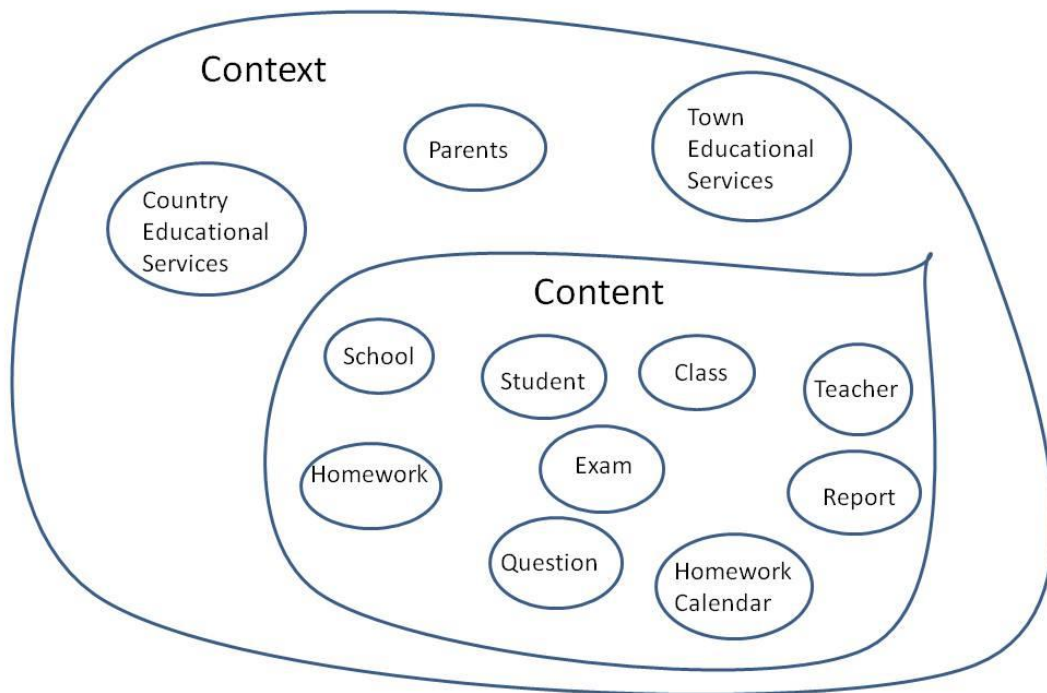 Context
Parents
Town
Educational
Services
Country
Educational
Services
Content
School
Student
Class
Teacher
Homework
Exam
Report
Question
Homework
Calendar